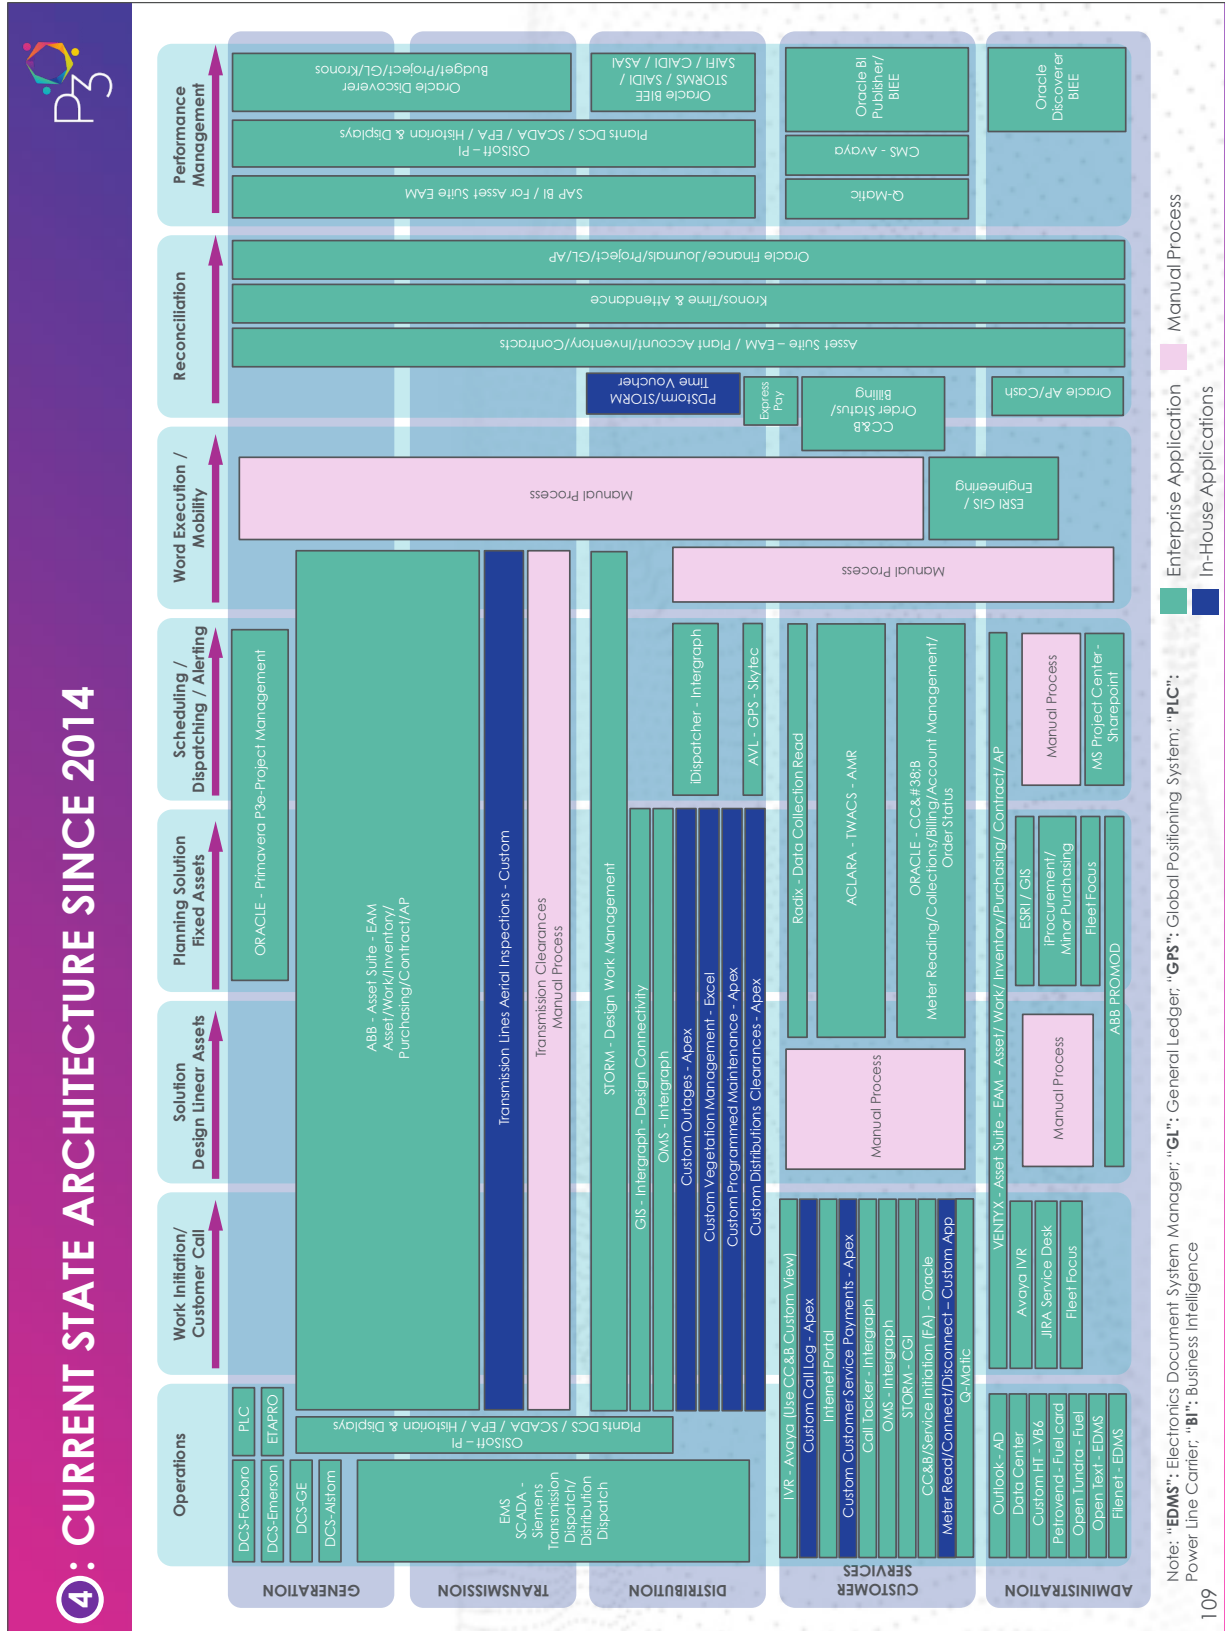 4: CURRENT STATE ARCHITECTURE SINCE 2014
P3
Operations
Work Initiation/
Customer Call
Solution
Design Linear Assets
Planning Solution
Fixed Assets
Scheduling /
Dispatching / Alerting
Word Execution /
Mobility
Reconciliation
Performance
Management
GENERATION
TRANSMISSION
DISTRIBUTION
CUSTOMER
SERVICES
ADMINISTRATION
DCS-Foxboro
PLC
DCS-Emerson
ETAPRO
DCS-GE
DCS-Alstom
OSISoft – PI
Plants DCS / SCADA / EPA / Historian & Displays
EMS
SCADA -
Siemens
Transmission
Dispatch/
Distribution
Dispatch
ORACLE - Primavera P3e-Project Management
ABB - Asset Suite - EAM
Asset/Work/Inventory/
Purchasing/Contract/AP
Transmission Lines Aerial Inspections - Custom
Transmission Clearances
Manual Process
STORM - Design Work Management
GIS - Intergraph - Design Connectivity
OMS - Intergraph
Custom Outages - Apex
Custom Vegetation Management - Excel
Custom Programmed Maintenance - Apex
Custom Distributions Clearances - Apex
iDispatcher - Intergraph
AVL - GPS - Skytec
Manual Process
Manual Process
ESRI GIS /
Engineering
IVR - Avaya (Use CC&B Custom View)
Custom Call Log - Apex
Internet Portal
Custom Customer Service Payments - Apex
Call Tacker - Intergraph
OMS - Intergraph
STORM - CGI
CC&B/Service Initiation (FA) - Oracle
Meter Read/Connect/Disconnect – Custom App
Q-Matic
Manual Process
Radix - Data Collection Read
ACLARA - TWACS - AMR
ORACLE - CC&#38;B
Meter Reading/Collections/Billing/Account Management/
Order Status
Outlook - AD
Data Center
Custom HT - VB6
Petrovend - Fuel card
Open Tundra - Fuel
Open Text - EDMS
Filenet - EDMS
VENTYX - Asset Suite - EAM - Asset/ Work/ Inventory/Purchasing/ Contract/ AP
Avaya IVR
JIRA Service Desk
Fleet Focus
Manual Process
ESRI / GIS
iProcurement/
Minor Purchasing
Fleet Focus
ABB PROMOD
Manual Process
MS Project Center -
Sharepoint
PDStorm/STORM
Time Voucher
Express
Pay
CC&B
Order Status/
Billing
Oracle AP/Cash
Asset Suite – EAM / Plant Account/Inventory/Contracts
Kronos/Time & Attendance
Oracle Finance/Journals/Project/GL/AP
SAP BI / For Asset Suite EAM
OSISoft – PI
Plants DCS / SCADA / EPA / Historian & Displays
Oracle Discoverer
Budget/Project/GL/Kronos
Oracle BIEE
STORMS / SAIDI /
SAIFI / CAIDI / ASAI
Q-Matic
CMS - Avaya
Oracle BI
Publisher/
BIEE
Oracle
Discoverer
BIEE
Note: "EDMS": Electronics Document System Manager; "GL": General Ledger; "GPS": Global Positioning System; "PLC":
Power Line Carrier; "BI": Business Intelligence
Enterprise Application
Manual Process
In-House Applications
109